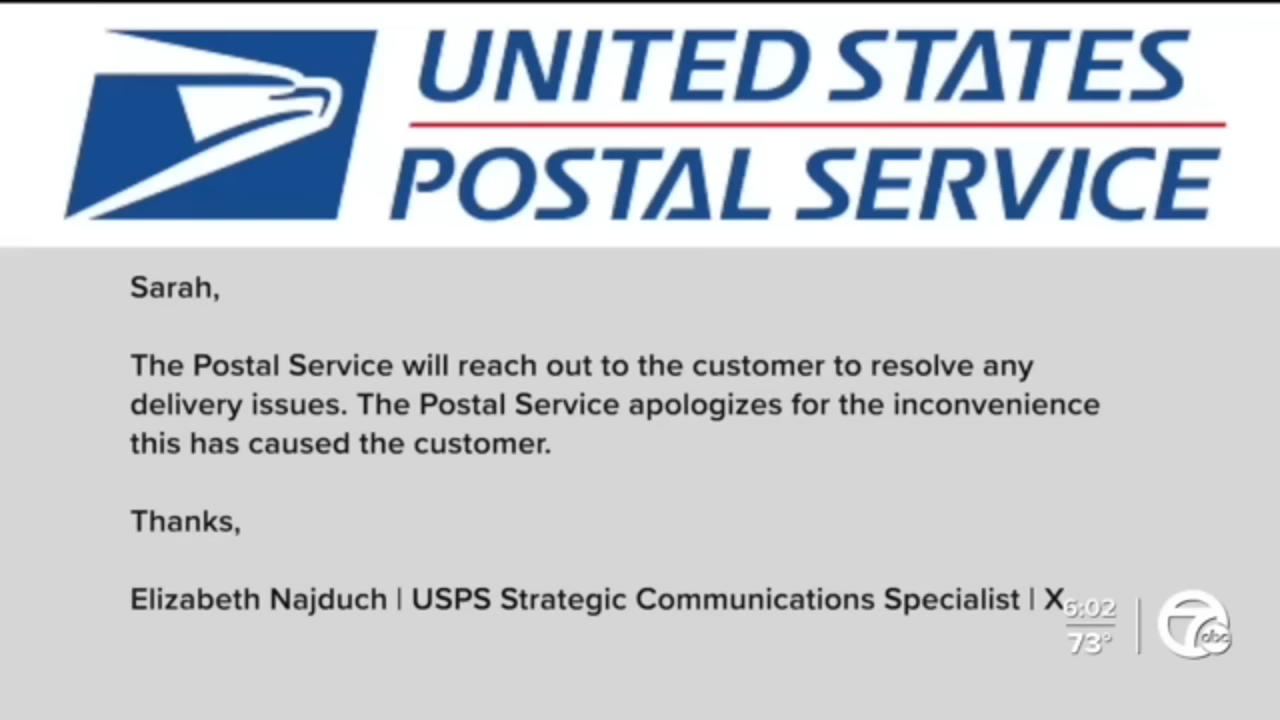 UNITED STATES
POSTAL SERVICE
Sarah,
The Postal Service will reach out to the customer to resolve any
delivery issues. The Postal Service apologizes for the inconvenience
this has caused the customer.
Thanks,
Elizabeth Najduch | USPS Strategic Communications Specialist | X
6:02
73°
7 abc